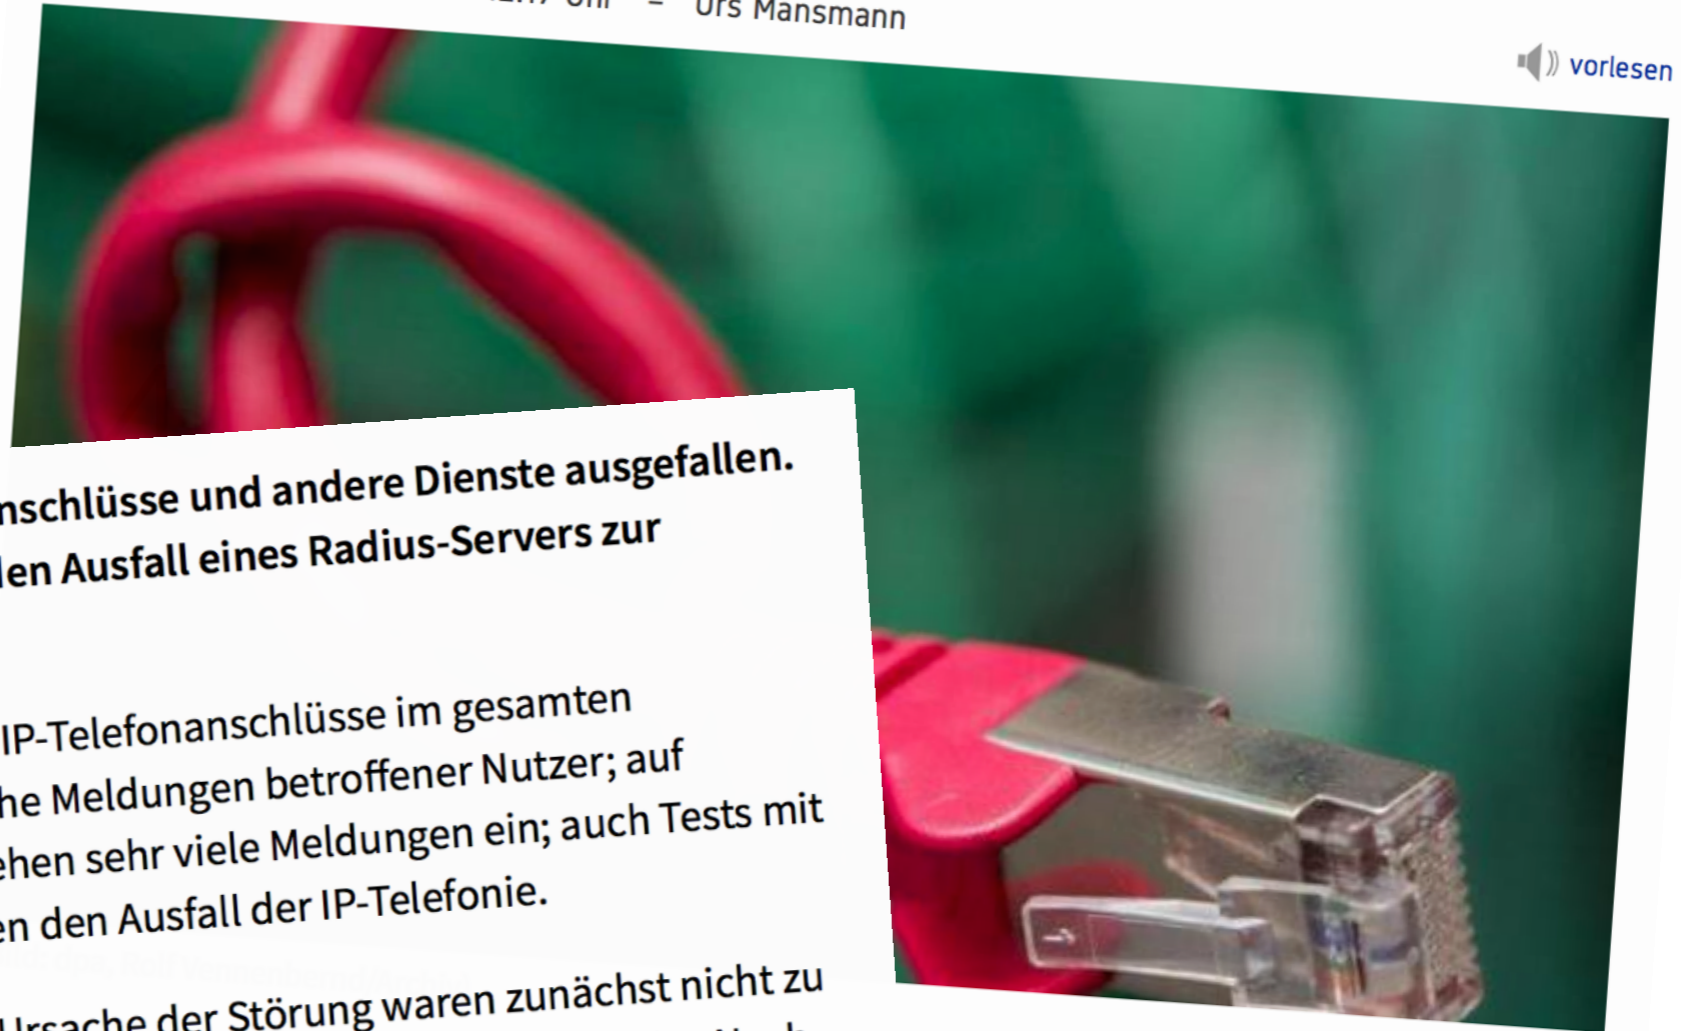 Urs Mansmann
vorlesen
nschlüsse und andere Dienste ausgefallen.
den Ausfall eines Radius-Servers zur
IP-Telefonanschlüsse im gesamten
he Meldungen betroffener Nutzer; auf
ehen sehr viele Meldungen ein; auch Tests mit
en den Ausfall der IP-Telefonie.
Ursache der Störung waren zunächst nicht zu